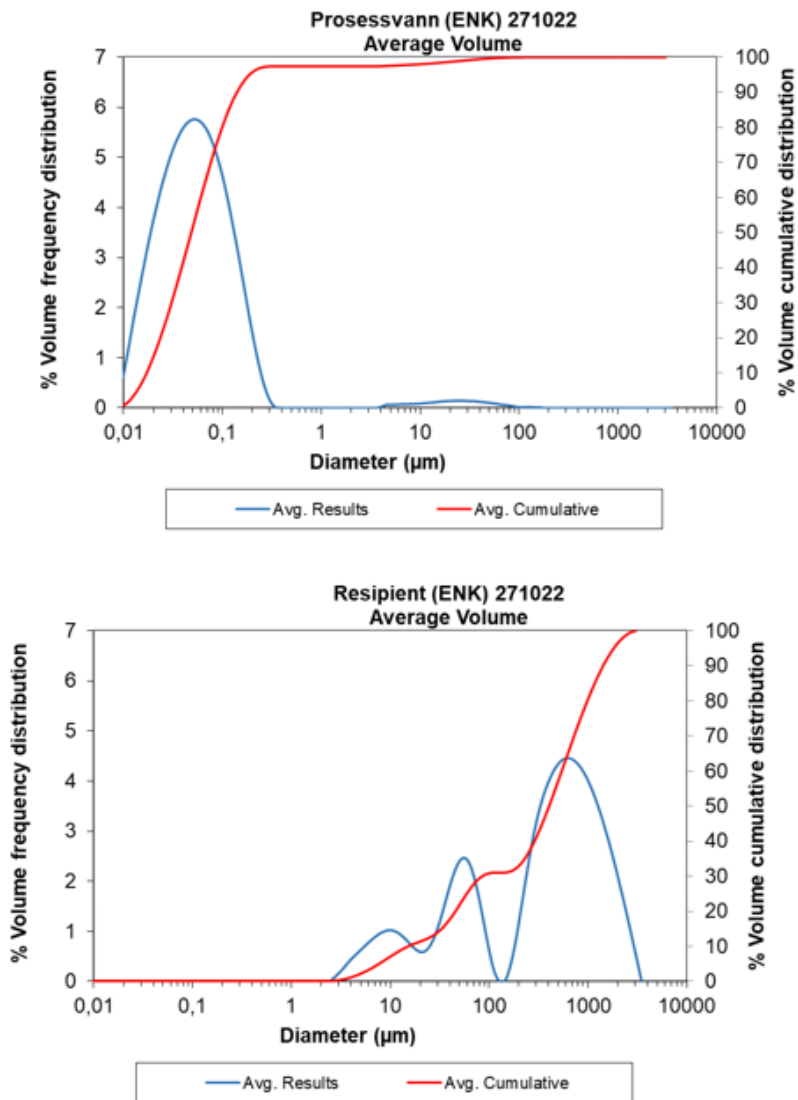 Prosessvann (ENK) 271022
Average Volume
% Volume frequency distribution
7
6
5
4
3
2
1
0
% Volume cumulative distribution
100
90
80
70
60
50
40
30
20
10
0
0,01 0,1 1 10 100 1000 10000
Diameter (µm)
Avg. Results Avg. Cumulative
Resipient (ENK) 271022
Average Volume
% Volume frequency distribution
7
6
5
4
3
2
1
0
% Volume cumulative distribution
100
90
80
70
60
50
40
30
20
10
0
0,01 0,1 1 10 100 1000 10000
Diameter (µm)
Avg. Results Avg. Cumulative